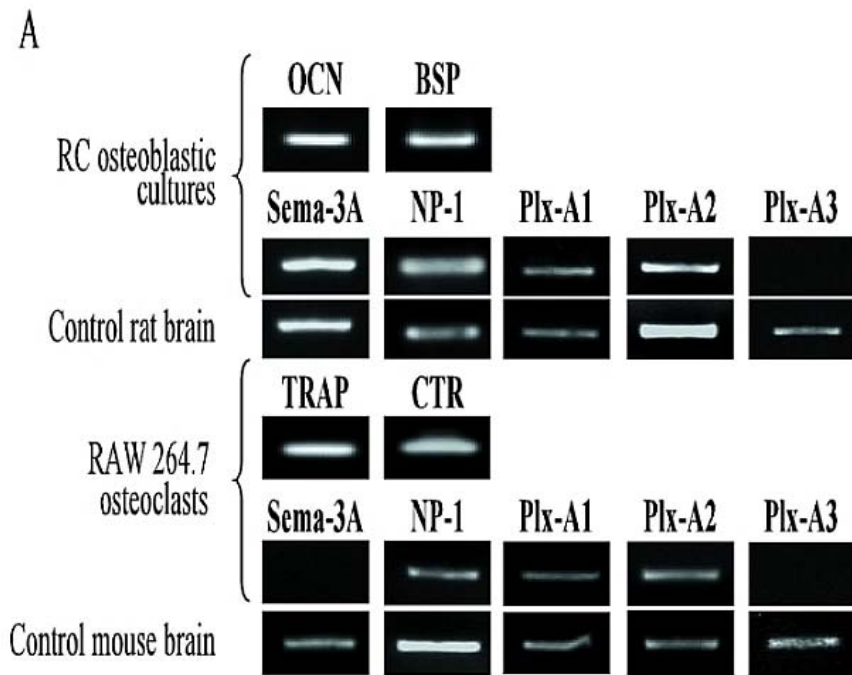 A
OCN BSP
RC osteoblastic
cultures
Sema-3A NP-1 Plx-A1 Plx-A2 Plx-A3
Control rat brain
TRAP CTR
RAW 264.7
osteoclasts
Sema-3A NP-1 Plx-A1 Plx-A2 Plx-A3
Control mouse brain